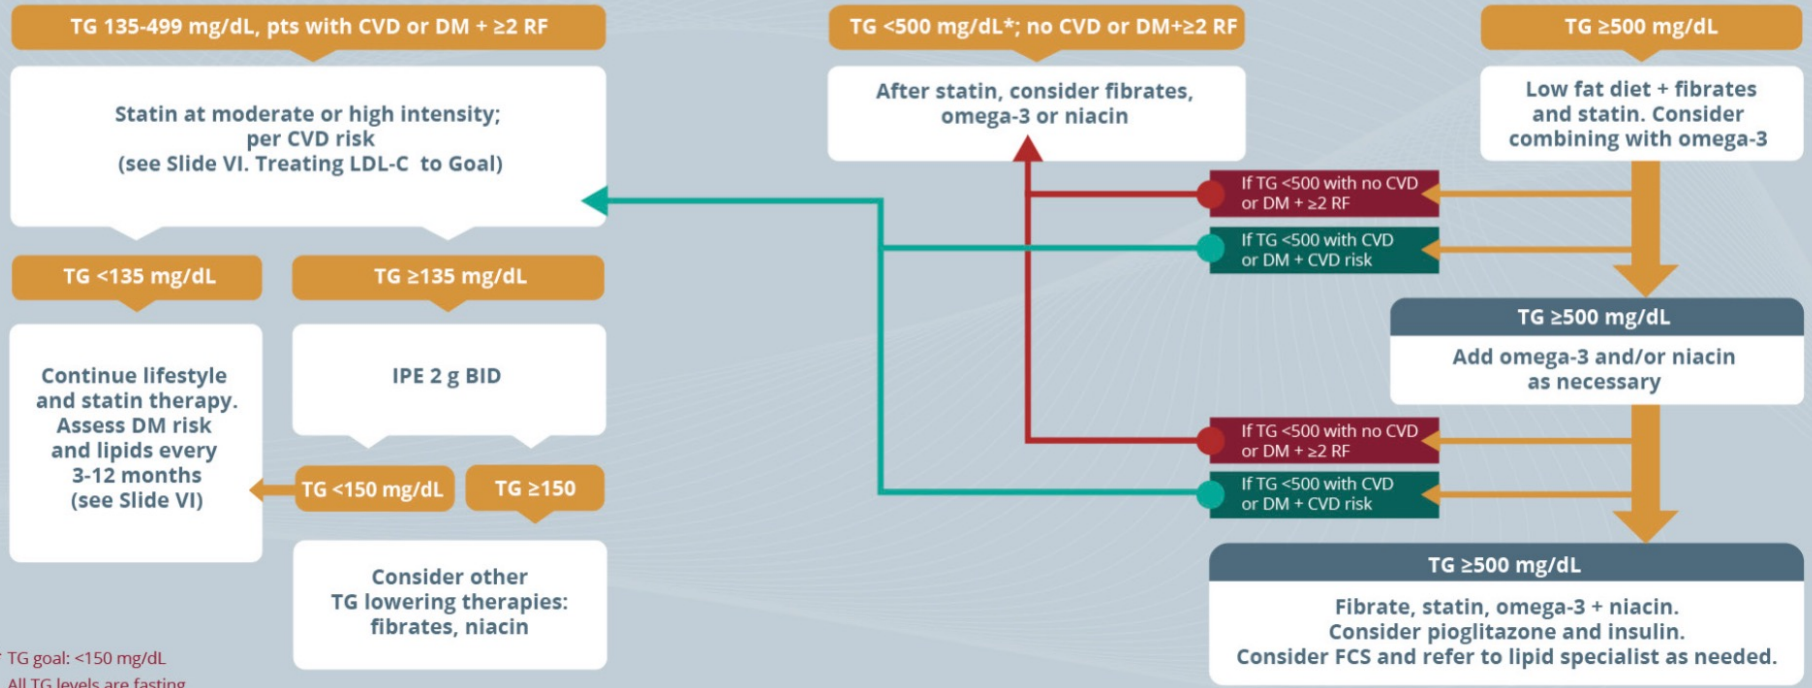 TG 135-499 mg/dL, pts with CVD or DM + ≥2 RF
Statin at moderate or high intensity;
per CVD risk
(see Slide VI. Treating LDL-C to Goal)
TG <135 mg/dL
Continue lifestyle
and statin therapy.
Assess DM risk
and lipids every
3-12 months
(see Slide VI)
TG ≥135 mg/dL
IPE 2 g BID
TG <150 mg/dL
TG ≥150
Consider other
TG lowering therapies:
fibrates, niacin
TG <500 mg/dL*; no CVD or DM+≥2 RF
After statin, consider fibrates,
omega-3 or niacin
TG ≥500 mg/dL
Low fat diet + fibrates
and statin. Consider
combining with omega-3
If TG <500 with no CVD
or DM + ≥2 RF
If TG <500 with CVD
or DM + CVD risk
TG ≥500 mg/dL
Add omega-3 and/or niacin
as necessary
If TG <500 with no CVD
or DM + ≥2 RF
If TG <500 with CVD
or DM + CVD risk
TG ≥500 mg/dL
Fibrate, statin, omega-3 + niacin.
Consider pioglitazone and insulin.
Consider FCS and refer to lipid specialist as needed.
* TG goal: <150 mg/dL
All TG levels are fasting